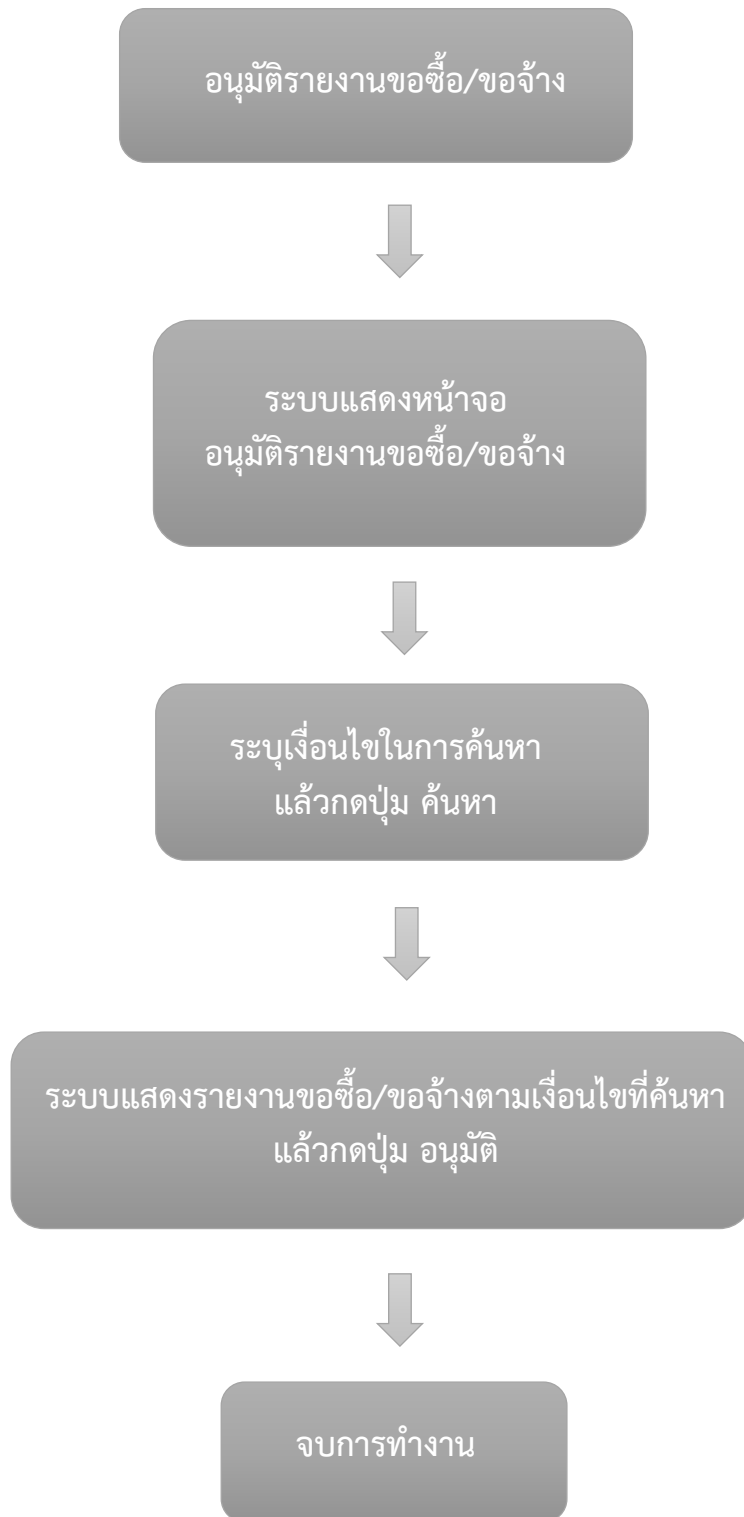 อนุมัติรายงานขอซื้อ/ขอจ้าง
ระบบแสดงหน้าจอ
อนุมัติรายงานขอซื้อ/ขอจ้าง
ระบุเงื่อนไขในการค้นหา
แล้วกดปุ่ม ค้นหา
ระบบแสดงรายงานขอซื้อ/ขอจ้างตามเงื่อนไขที่ค้นหา
แล้วกดปุ่ม อนุมัติ
จบการทำงาน